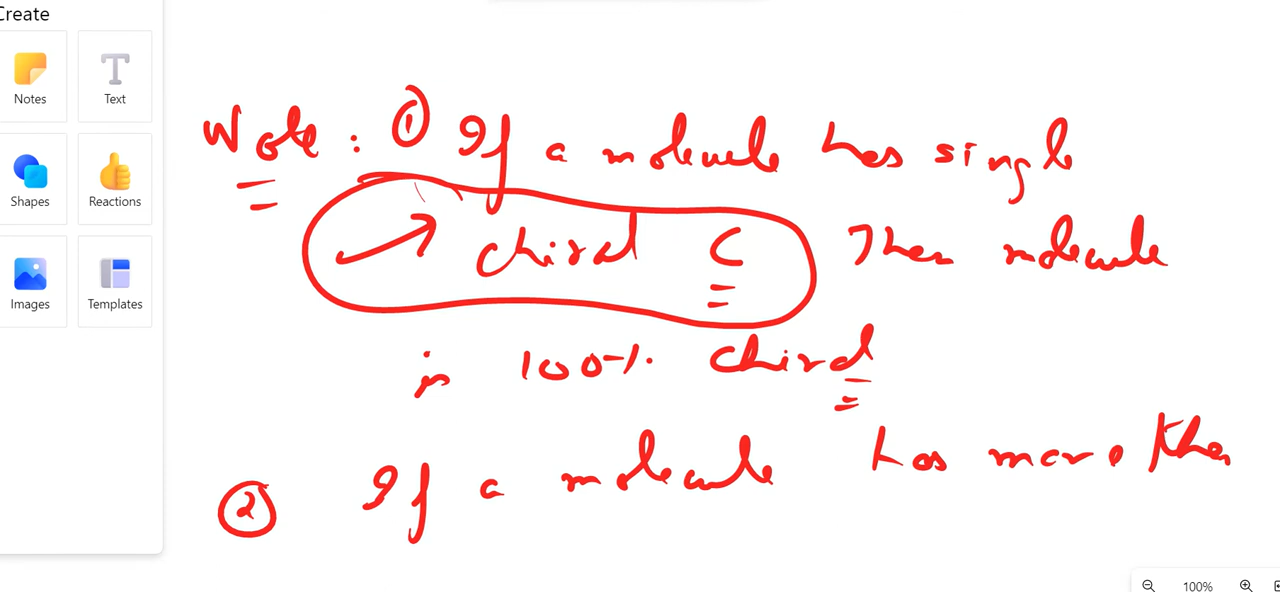 Create
Notes
Text
Shapes
Reactions
Images
Templates
Note: ① If a molecule has single
chiral C Then molecule
is 100% chiral
② If a molecule has more than
100%